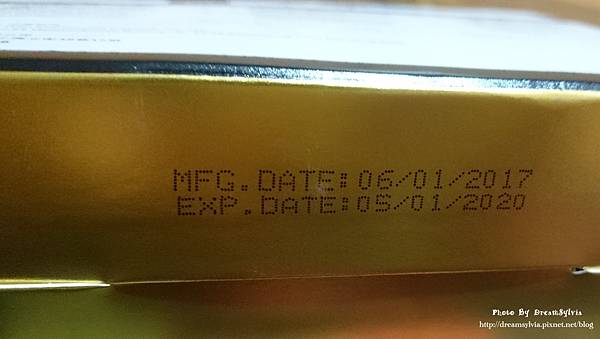 MFG.DATE:06/01/2017
EXP.DATE:05/01/2020
Photo By DreamSylvia
http://dreamsylvia.pixnet.net/blog